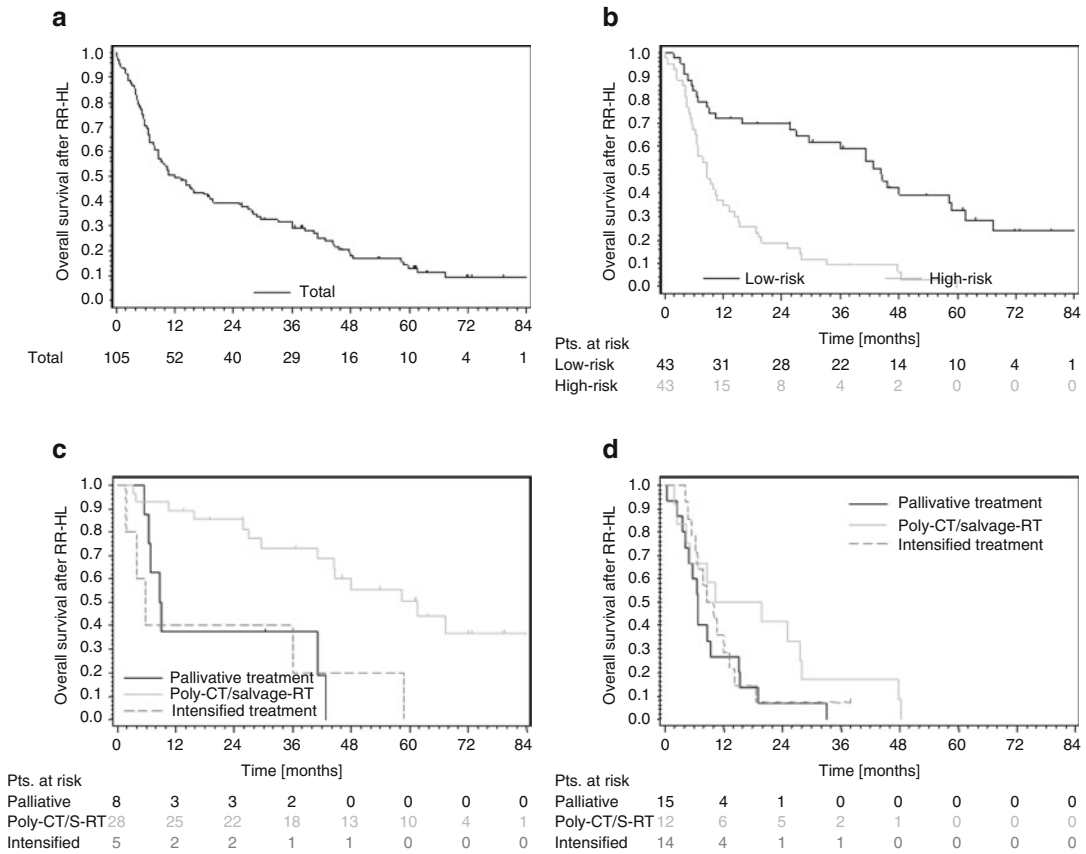 a
Overall survival after RR-HL
1.0
0.9
0.8
0.7
0.6
0.5
0.4
0.3
0.2
0.1
0.0
Total
0 12 24 36 48 60 72 84
Total 105 52 40 29 16 10 4 1
b
Overall survival after RR-HL
1.0
0.9
0.8
0.7
0.6
0.5
0.4
0.3
0.2
0.1
0.0
Low-risk High-risk
0 12 24 36 48 60 72 84
Time [months]
Pts. at risk
Low-risk 43 31 28 22 14 10 4 1
High-risk 43 15 8 4 2 0 0 0
c
Overall survival after RR-HL
1.0
0.9
0.8
0.7
0.6
0.5
0.4
0.3
0.2
0.1
0.0
Pallivative treatment
Poly-CT/salvage-RT
Intensified treatment
0 12 24 36 48 60 72 84
Time [months]
Pts. at risk
Palliative 8 3 3 2 0 0 0 0
Poly-CT/S-RT 28 25 22 18 13 10 4 1
Intensified 5 2 2 1 1 0 0 0
d
Overall survival after RR-HL
1.0
0.9
0.8
0.7
0.6
0.5
0.4
0.3
0.2
0.1
0.0
Pallivative treatment
Poly-CT/salvage-RT
Intensified treatment
0 12 24 36 48 60 72 84
Time [months]
Pts. at risk
Palliative 15 4 1 0 0 0 0 0
Poly-CT/S-RT 12 6 5 2 1 0 0 0
Intensified 14 4 1 1 0 0 0 0